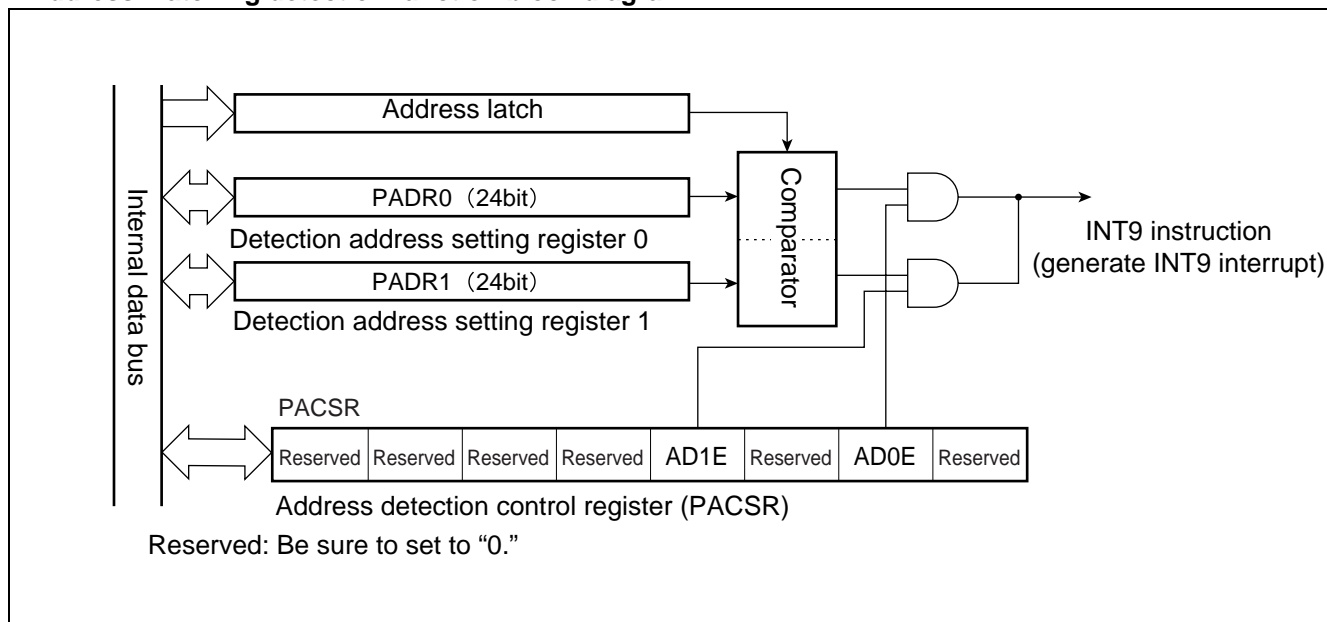 Address latch
PADR0（24bit）
Detection address setting register 0
PADR1（24bit）
Detection address setting register 1
Internal data bus
Comparator
INT9 instruction
(generate INT9 interrupt)
PACSR
Reserved Reserved Reserved Reserved AD1E Reserved AD0E Reserved
Address detection control register (PACSR)
Reserved: Be sure to set to “0.”